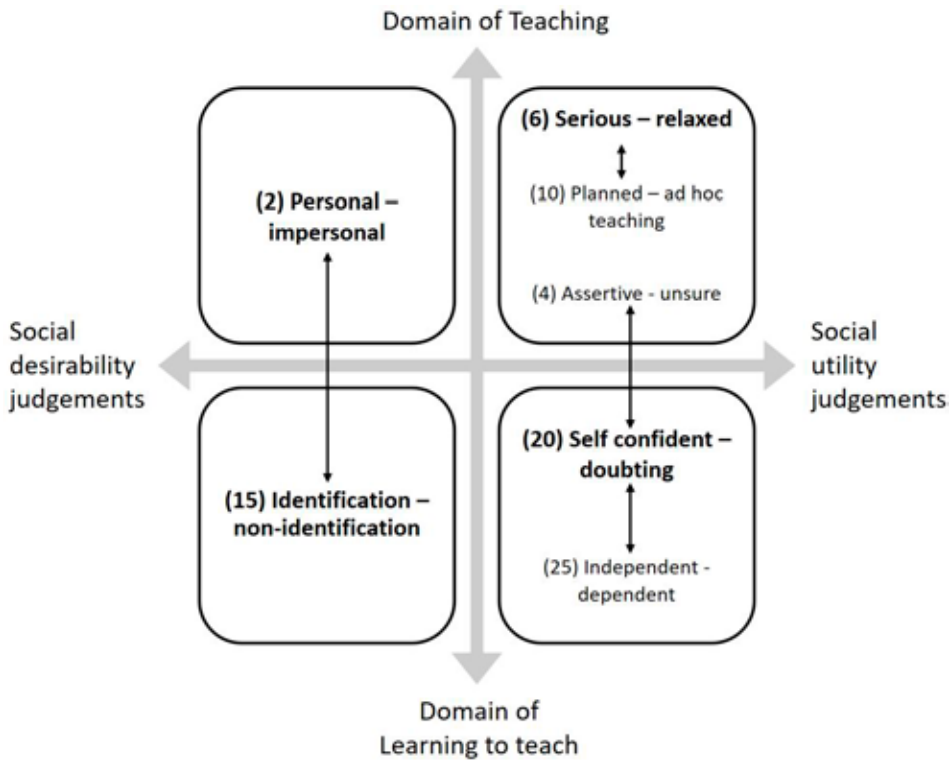 Domain of Teaching
(2) Personal –
impersonal
(6) Serious – relaxed
(10) Planned – ad hoc
teaching
(4) Assertive - unsure
Social
desirability
judgements
Social
utility
judgements
(15) Identification –
non-identification
(20) Self confident –
doubting
(25) Independent -
dependent
Domain of
Learning to teach